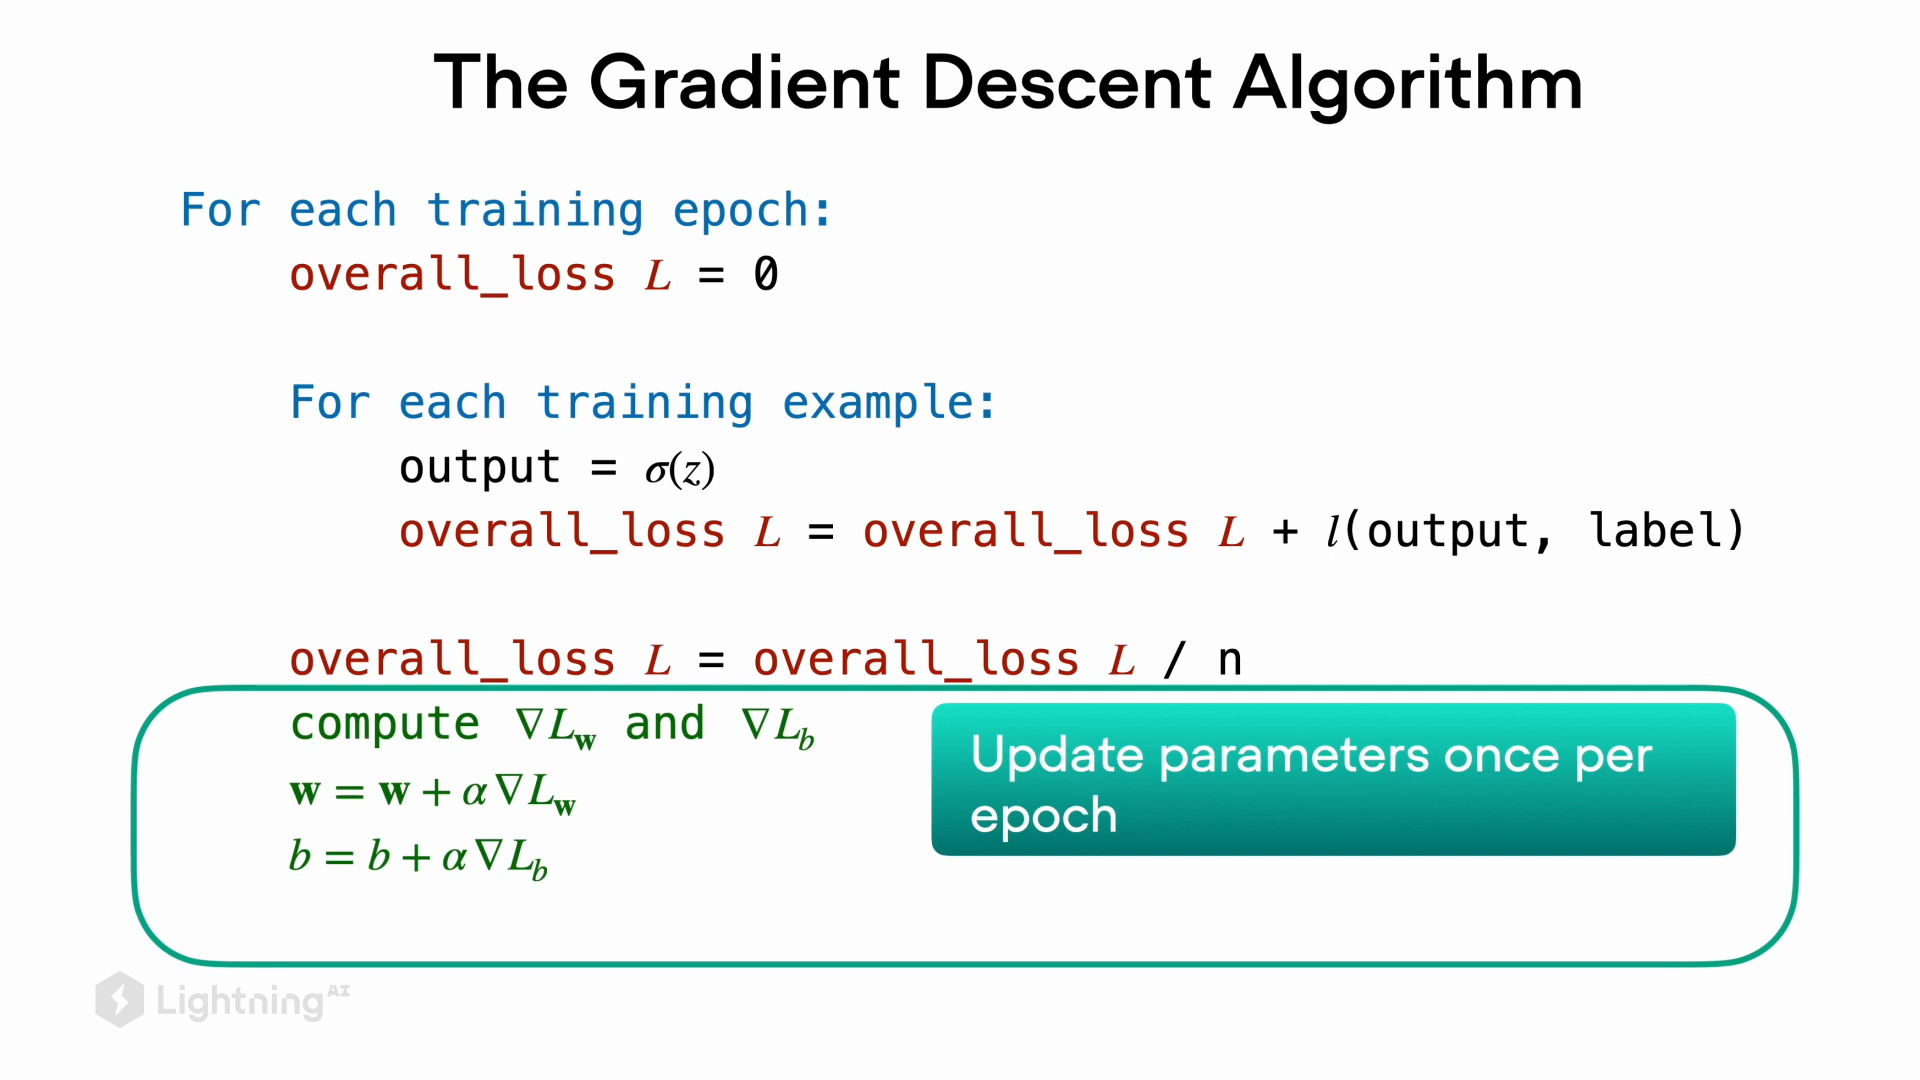 The Gradient Descent Algorithm
For each training epoch:
overall_loss L = 0
For each training example:
output = σ(z)
overall_loss L = overall_loss L + l(output, label)
overall_loss L = overall_loss L / n
compute ∇L_w and ∇L_b
w = w + α∇L_w
b = b + α∇L_b
Update parameters once per
epoch
Lightning AI